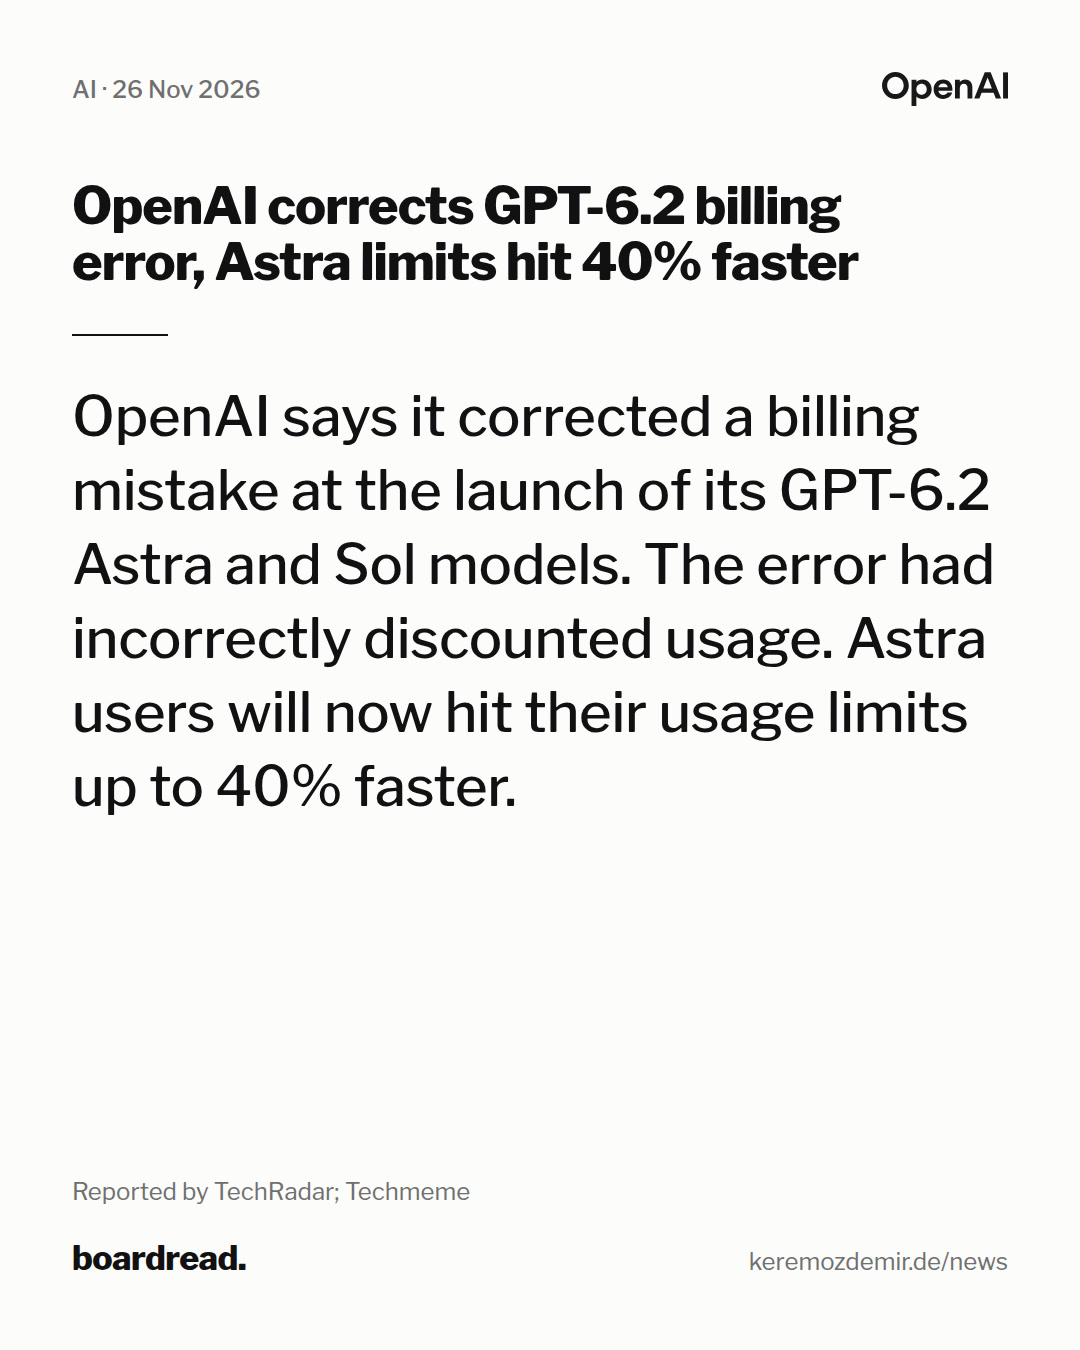 AI · 26 Nov 2026
OpenAI
OpenAI corrects GPT-6.2 billing
error, Astra limits hit 40% faster
OpenAI says it corrected a billing
mistake at the launch of its GPT-6.2
Astra and Sol models. The error had
incorrectly discounted usage. Astra
users will now hit their usage limits
up to 40% faster.
Reported by TechRadar; Techmeme
boardread.
keremozdemir.de/news